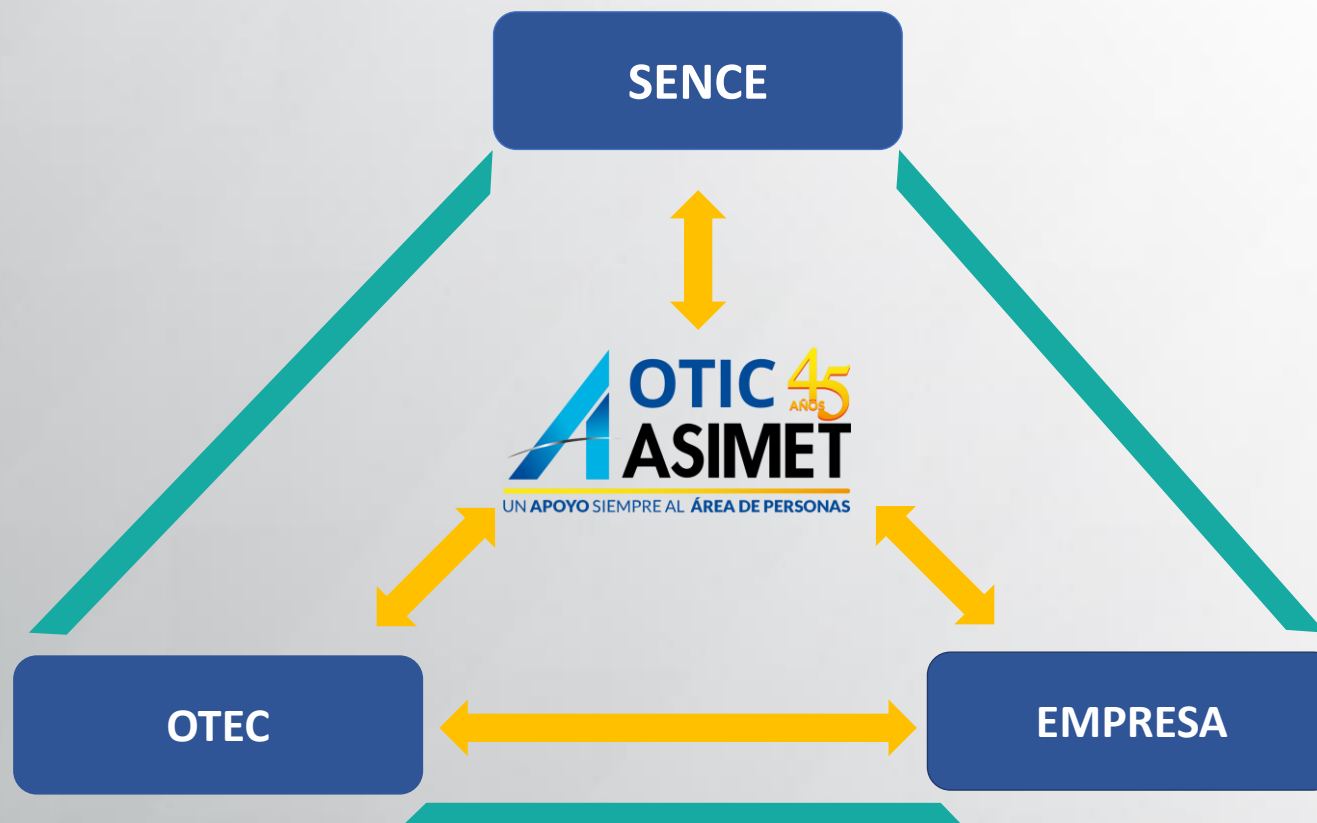 SENCE
OTIC 45
AÑOS
ASIMET
UN APOYO SIEMPRE AL ÁREA DE PERSONAS
OTEC
EMPRESA